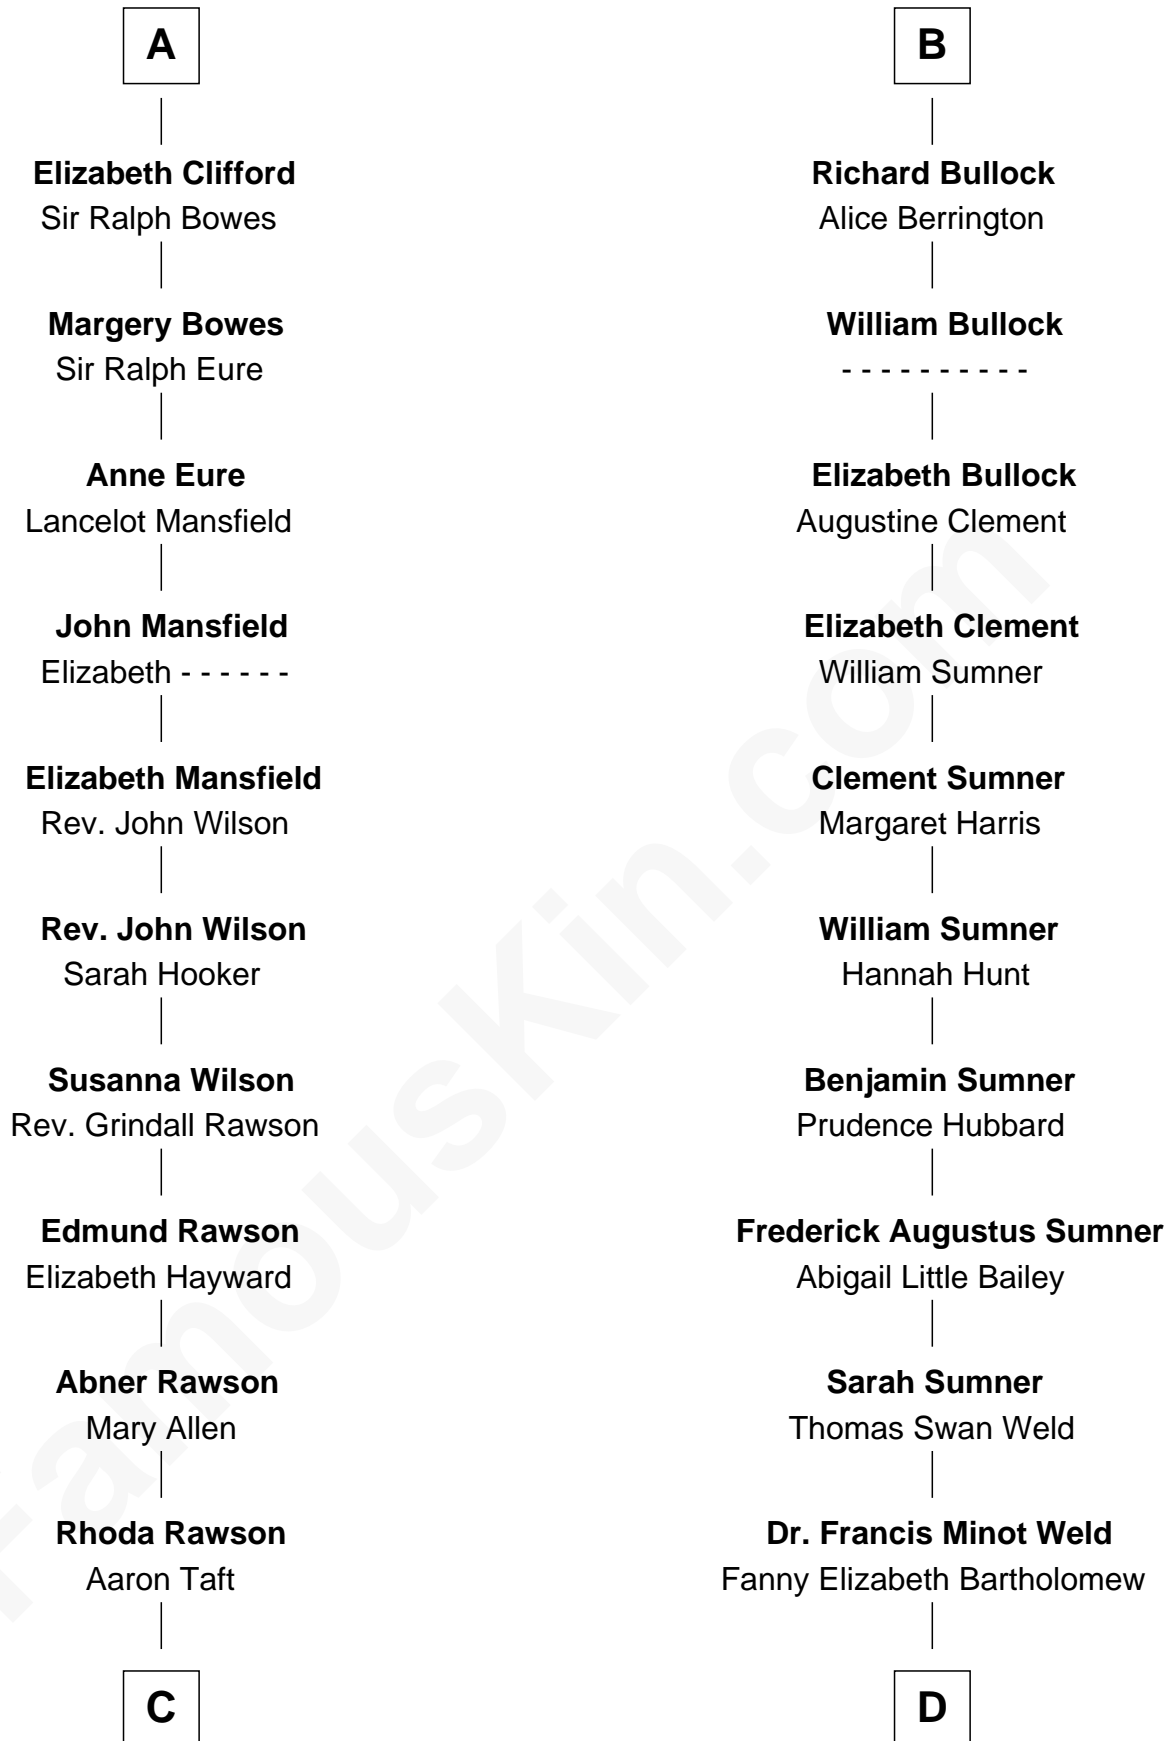 A
Elizabeth Clifford
Sir Ralph Bowes
Margery Bowes
Sir Ralph Eure
Anne Eure
Lancelot Mansfield
John Mansfield
Elizabeth - - - - - -
Elizabeth Mansfield
Rev. John Wilson
Rev. John Wilson
Sarah Hooker
Susanna Wilson
Rev. Grindall Rawson
Edmund Rawson
Elizabeth Hayward
Abner Rawson
Mary Allen
Rhoda Rawson
Aaron Taft
C
B
Richard Bullock
Alice Berrington
William Bullock
- - - - - - - - - -
Elizabeth Bullock
Augustine Clement
Elizabeth Clement
William Sumner
Clement Sumner
Margaret Harris
William Sumner
Hannah Hunt
Benjamin Sumner
Prudence Hubbard
Frederick Augustus Sumner
Abigail Little Bailey
Sarah Sumner
Thomas Swan Weld
Dr. Francis Minot Weld
Fanny Elizabeth Bartholomew
D
FamousKin.com